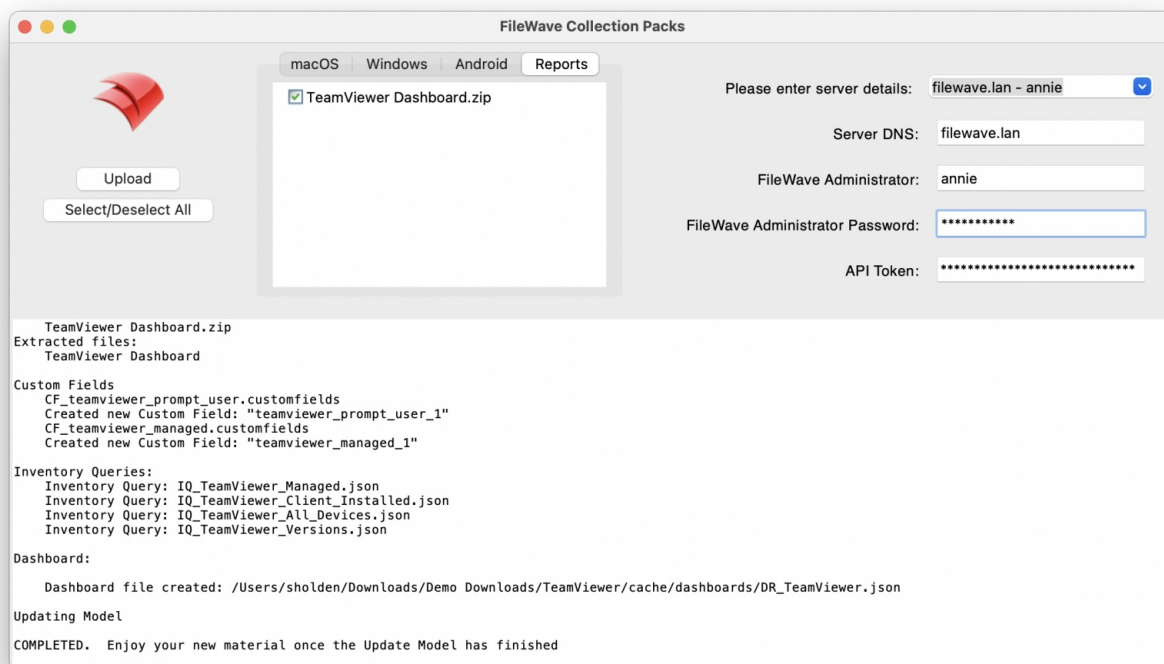 FileWave Collection Packs
macOS
Windows
Android
Reports
TeamViewer Dashboard.zip
Upload
Select/Deselect All
Please enter server details:
filewave.lan - annie
Server DNS:
filewave.lan
FileWave Administrator:
annie
FileWave Administrator Password:
***********
API Token:
*****************************
TeamViewer Dashboard.zip
Extracted files:
TeamViewer Dashboard
Custom Fields
CF_teamviewer_prompt_user.customfields
Created new Custom Field: "teamviewer_prompt_user_1"
CF_teamviewer_managed.customfields
Created new Custom Field: "teamviewer_managed_1"
Inventory Queries:
Inventory Query: IQ_TeamViewer_Managed.json
Inventory Query: IQ_TeamViewer_Client_Installed.json
Inventory Query: IQ_TeamViewer_All_Devices.json
Inventory Query: IQ_TeamViewer_Versions.json
Dashboard:
Dashboard file created: /Users/sholden/Downloads/Demo Downloads/TeamViewer/cache/dashboards/DR_TeamViewer.json
Updating Model
COMPLETED.  Enjoy your new material once the Update Model has finished